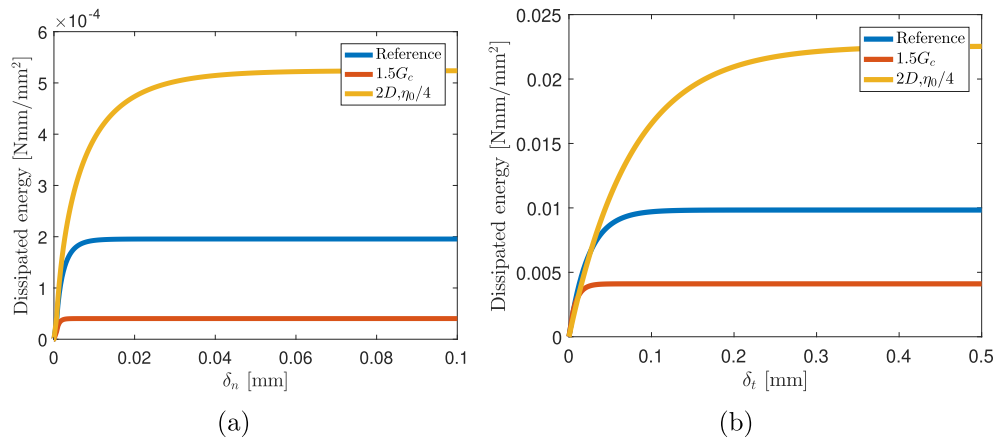 ×10⁻⁴
6
5
4
3
2
1
0
Dissipated energy [Nmm/mm²]
Reference
1.5G_c
2D,η₀/4
0 0.02 0.04 0.06 0.08 0.1
δ_n [mm]
(a)
0.025
0.02
0.015
0.01
0.005
0
Dissipated energy [Nmm/mm²]
Reference
1.5G_c
2D,η₀/4
0 0.1 0.2 0.3 0.4 0.5
δ_t [mm]
(b)